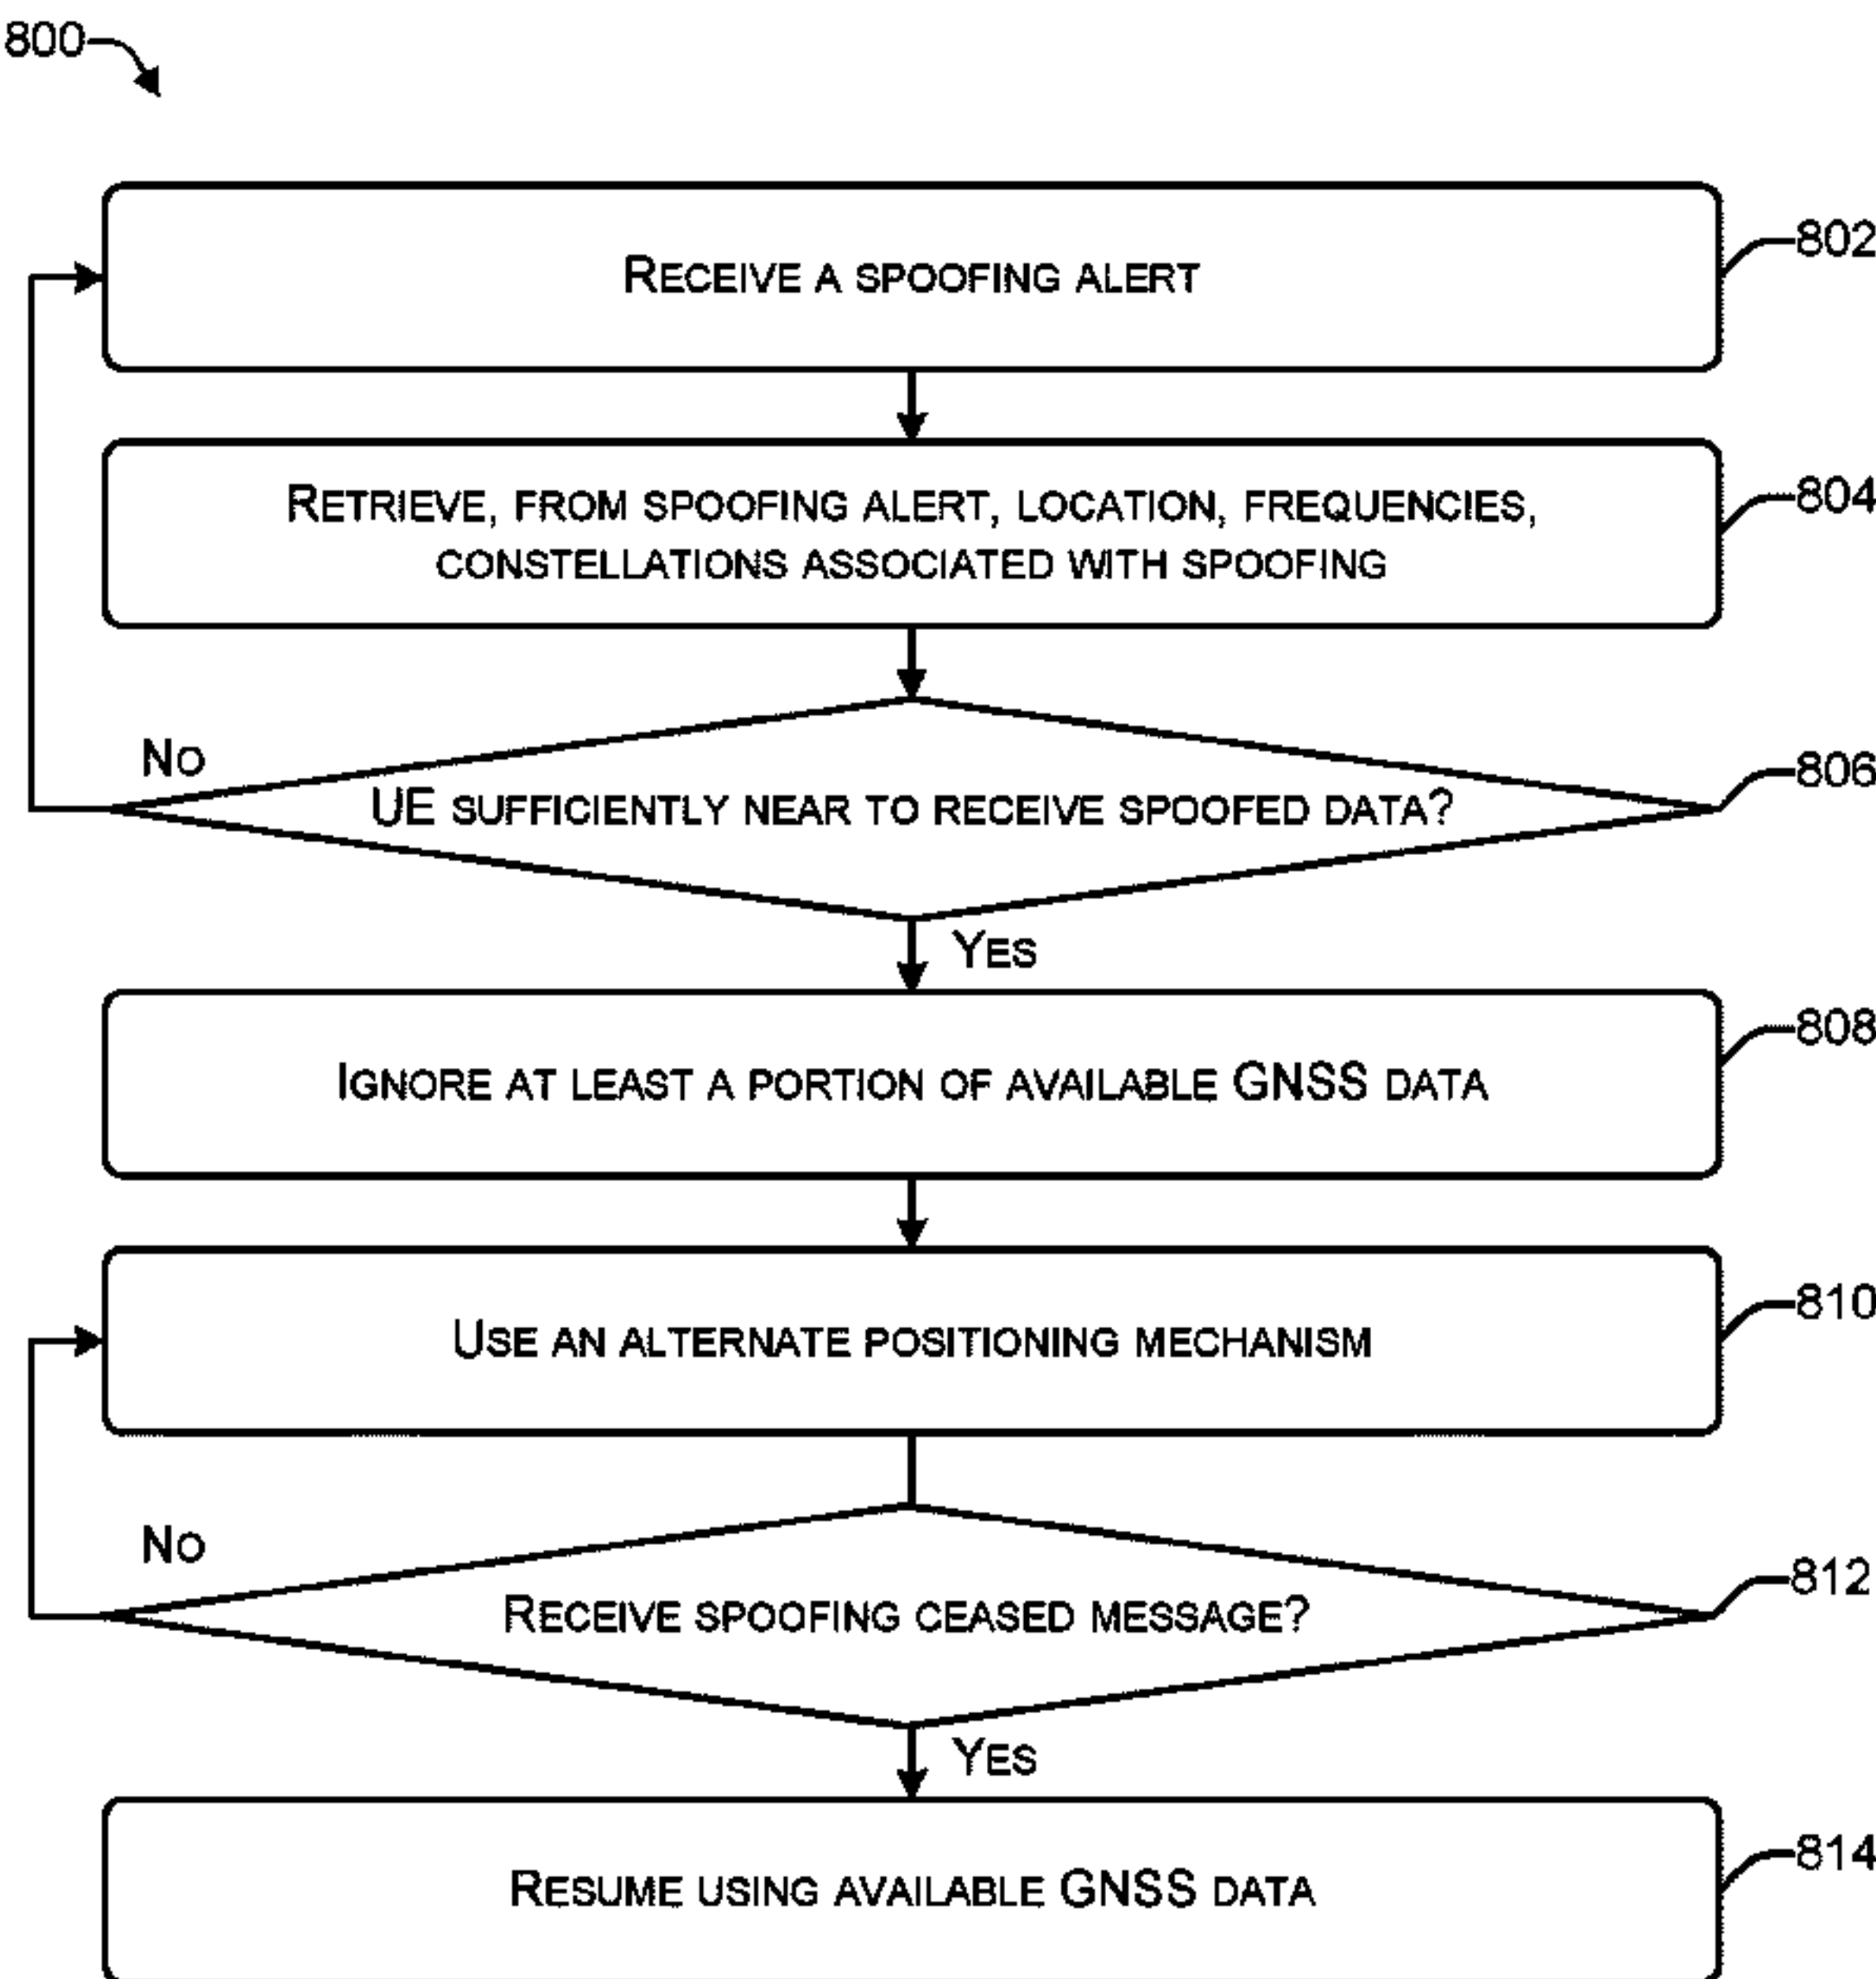 800
RECEIVE A SPOOFING ALERT
802
RETRIEVE, FROM SPOOFING ALERT, LOCATION, FREQUENCIES,
CONSTELLATIONS ASSOCIATED WITH SPOOFING
804
NO
UE SUFFICIENTLY NEAR TO RECEIVE SPOOFED DATA?
806
YES
IGNORE AT LEAST A PORTION OF AVAILABLE GNSS DATA
808
USE AN ALTERNATE POSITIONING MECHANISM
810
NO
RECEIVE SPOOFING CEASED MESSAGE?
812
YES
RESUME USING AVAILABLE GNSS DATA
814